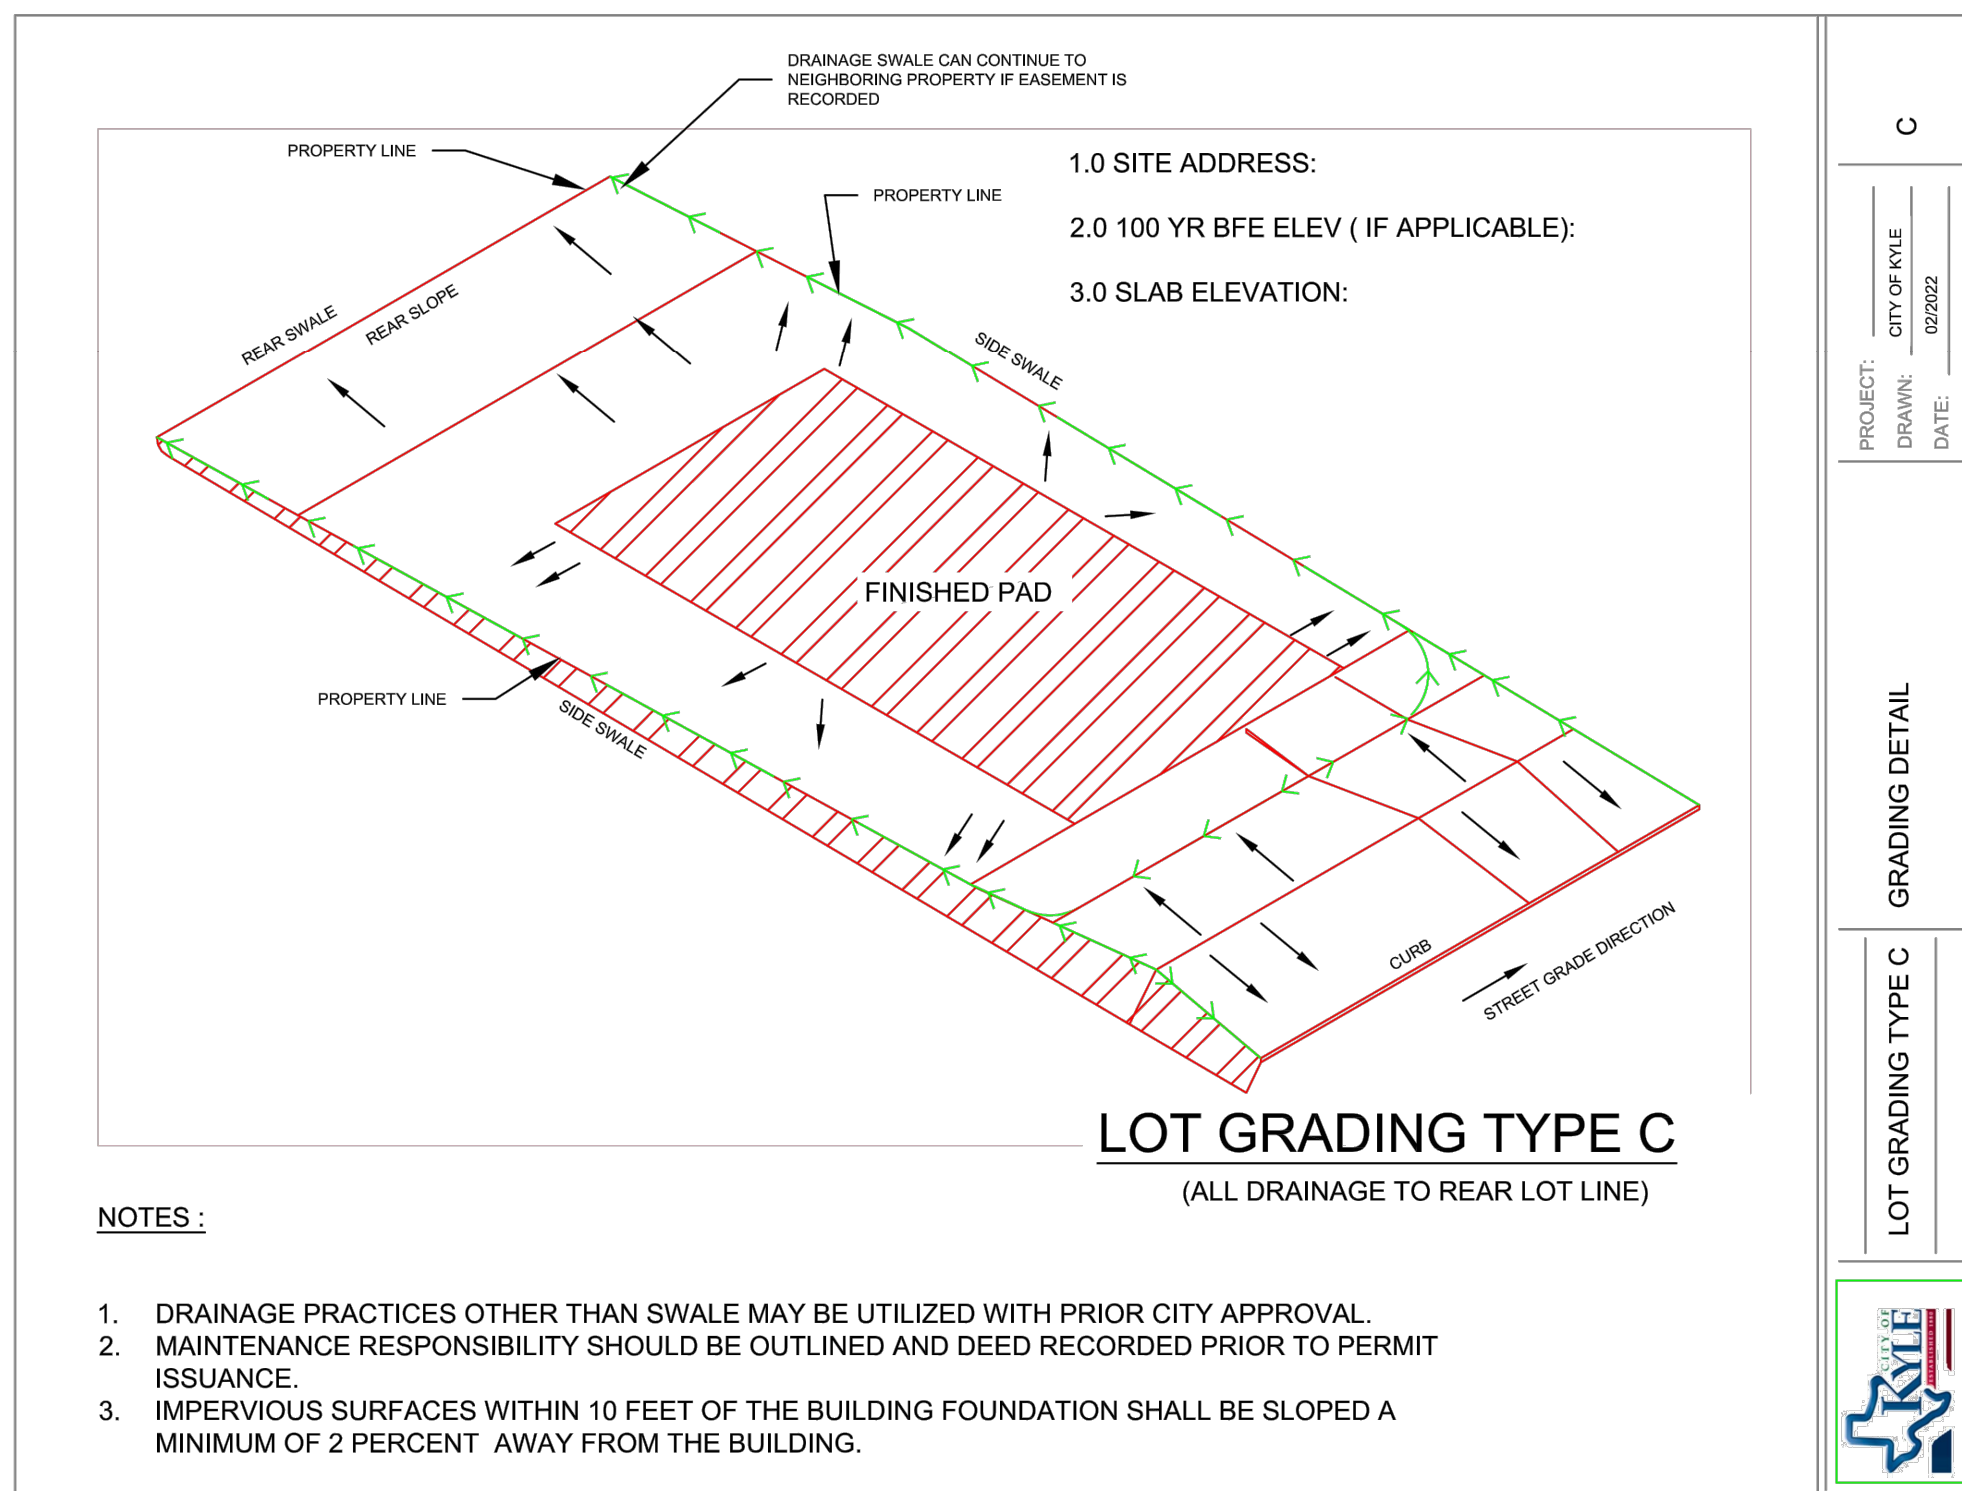 DRAINAGE SWALE CAN CONTINUE TO
NEIGHBORING PROPERTY IF EASEMENT IS
RECORDED
PROPERTY LINE
PROPERTY LINE
1.0 SITE ADDRESS:
2.0 100 YR BFE ELEV ( IF APPLICABLE):
3.0 SLAB ELEVATION:
REAR SWALE
REAR SLOPE
SIDE SWALE
FINISHED PAD
PROPERTY LINE
SIDE SWALE
CURB
STREET GRADE DIRECTION
LOT GRADING TYPE C
(ALL DRAINAGE TO REAR LOT LINE)
NOTES :
1. DRAINAGE PRACTICES OTHER THAN SWALE MAY BE UTILIZED WITH PRIOR CITY APPROVAL.
2. MAINTENANCE RESPONSIBILITY SHOULD BE OUTLINED AND DEED RECORDED PRIOR TO PERMIT
ISSUANCE.
3. IMPERVIOUS SURFACES WITHIN 10 FEET OF THE BUILDING FOUNDATION SHALL BE SLOPED A
MINIMUM OF 2 PERCENT AWAY FROM THE BUILDING.
C
PROJECT:
DRAWN: CITY OF KYLE
DATE: 02/2022
GRADING DETAIL
LOT GRADING TYPE C
CITY OF
KYLE
ESTABLISHED 1880